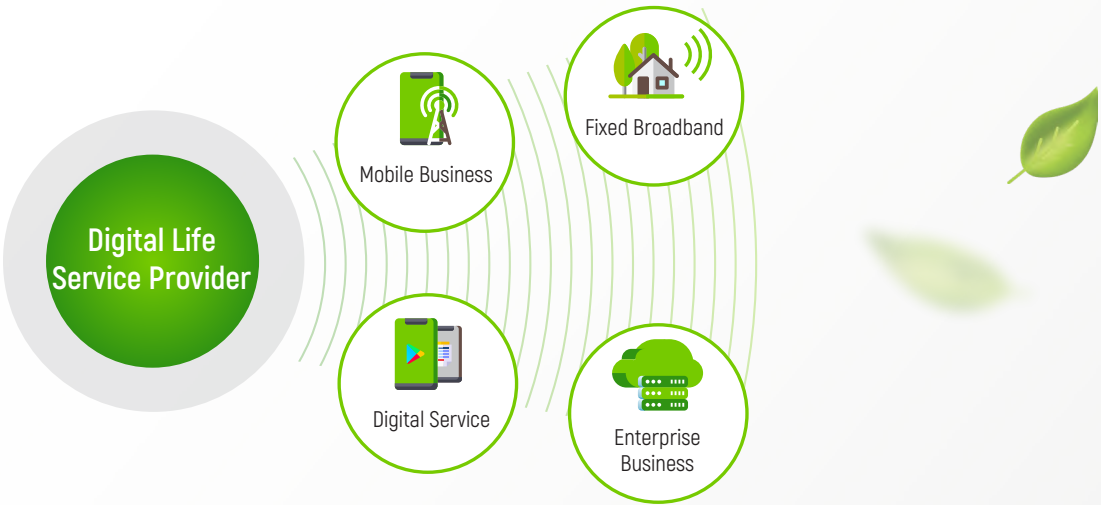 Digital Life
Service Provider
Mobile Business
Fixed Broadband
Digital Service
Enterprise
Business